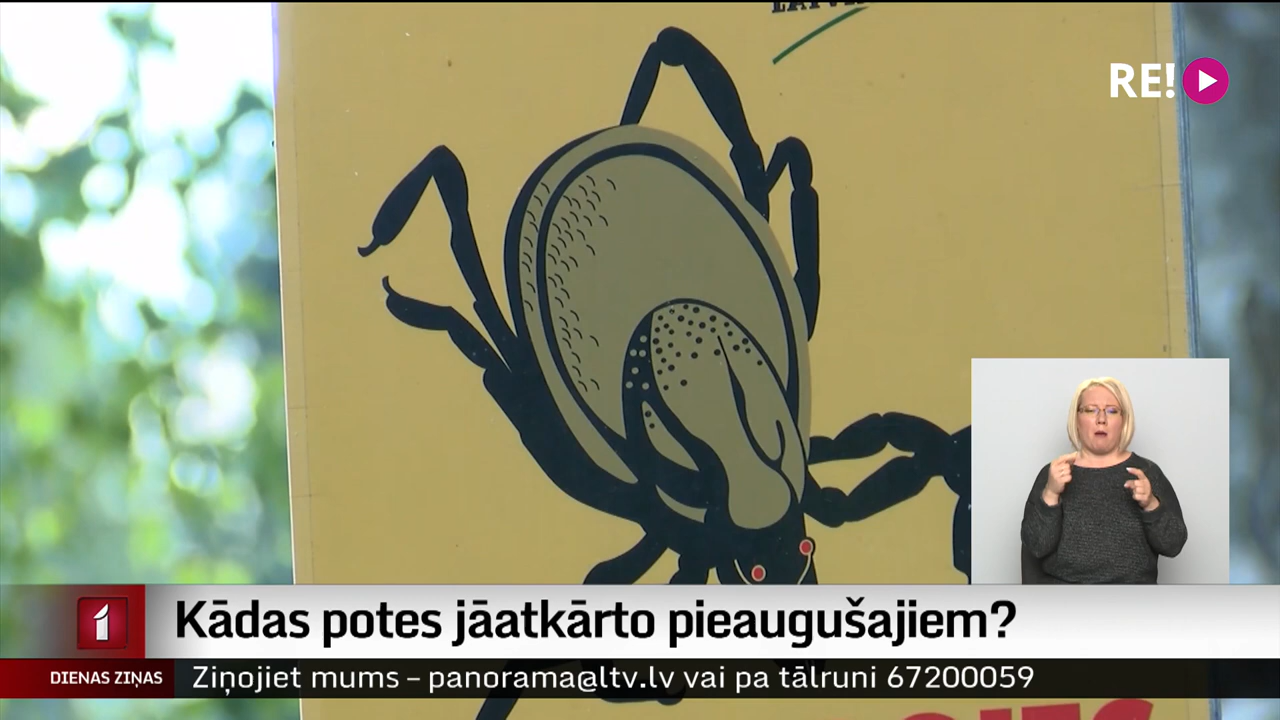 RE!
1
Kādas potes jāatkārto pieaugušajiem?
DIENAS ZIŅAS
Ziņojiet mums – panorama@ltv.lv vai pa tālruni 67200059